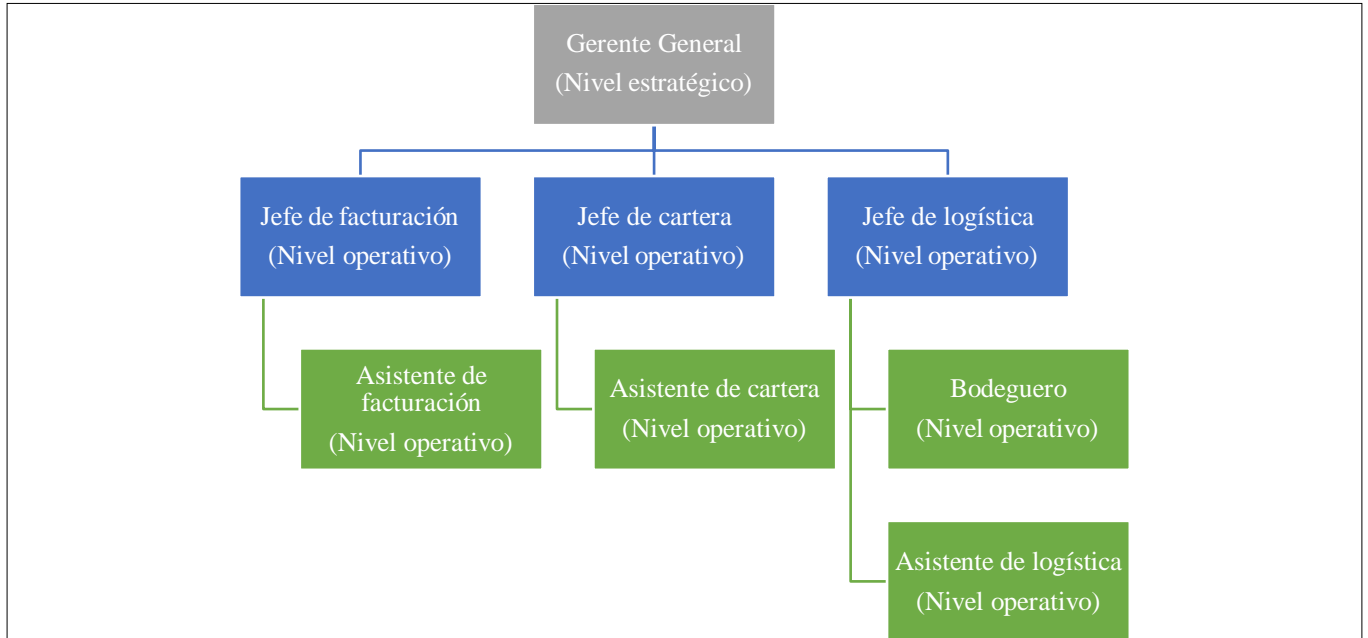 Gerente General
(Nivel estratégico)
Jefe de facturación
(Nivel operativo)
Jefe de cartera
(Nivel operativo)
Jefe de logística
(Nivel operativo)
Asistente de
facturación
(Nivel operativo)
Asistente de cartera
(Nivel operativo)
Bodeguero
(Nivel operativo)
Asistente de logística
(Nivel operativo)